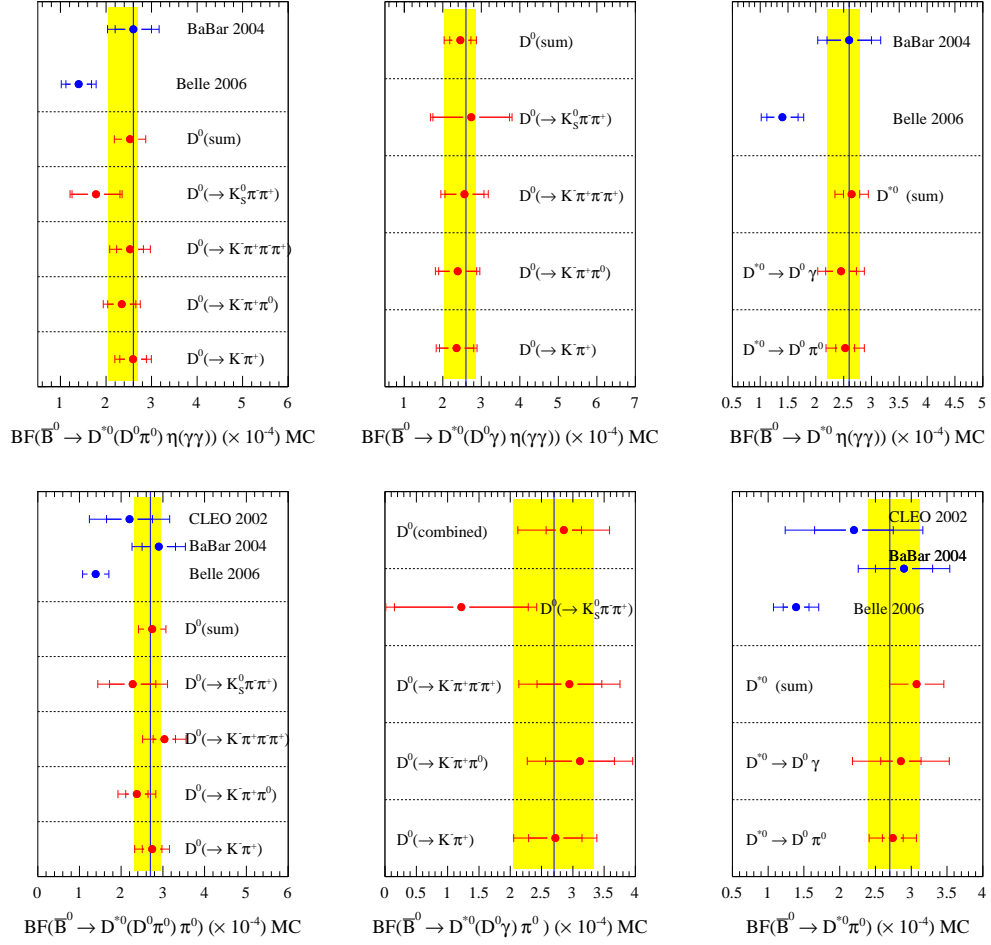 BaBar 2004
Belle 2006
D⁰(sum)
D⁰(→ K⁰_Sπ⁻π⁺)
D⁰(→ K⁻π⁺π⁻π⁺)
D⁰(→ K⁻π⁺π⁰)
D⁰(→ K⁻π⁺)
1 2 3 4 5 6
BF(B̅⁰ → D*⁰(D⁰π⁰) η(γγ)) (× 10⁻⁴) MC
D⁰(sum)
D⁰(→ K⁰_Sπ⁻π⁺)
D⁰(→ K⁻π⁺π⁻π⁺)
D⁰(→ K⁻π⁺π⁰)
D⁰(→ K⁻π⁺)
1 2 3 4 5 6 7
BF(B̅⁰ → D*⁰(D⁰γ) η(γγ)) (× 10⁻⁴) MC
BaBar 2004
Belle 2006
D*⁰ (sum)
D*⁰ → D⁰ γ
D*⁰ → D⁰ π⁰
0.5 1 1.5 2 2.5 3 3.5 4 4.5 5
BF(B̅⁰ → D*⁰ η(γγ)) (× 10⁻⁴) MC
CLEO 2002
BaBar 2004
Belle 2006
D⁰(sum)
D⁰(→ K⁰_Sπ⁻π⁺)
D⁰(→ K⁻π⁺π⁻π⁺)
D⁰(→ K⁻π⁺π⁰)
D⁰(→ K⁻π⁺)
0 1 2 3 4 5 6
BF(B̅⁰ → D*⁰(D⁰π⁰) π⁰) (× 10⁻⁴) MC
D⁰(combined)
D⁰(→ K⁰_Sπ⁻π⁺)
D⁰(→ K⁻π⁺π⁻π⁺)
D⁰(→ K⁻π⁺π⁰)
D⁰(→ K⁻π⁺)
0 0.5 1 1.5 2 2.5 3 3.5 4
BF(B̅⁰ → D*⁰(D⁰γ) π⁰ ) (× 10⁻⁴) MC
CLEO 2002
BaBar 2004
Belle 2006
D*⁰ (sum)
D*⁰ → D⁰ γ
D*⁰ → D⁰ π⁰
0.5 1 1.5 2 2.5 3 3.5 4
BF(B̅⁰ → D*⁰π⁰) (× 10⁻⁴) MC